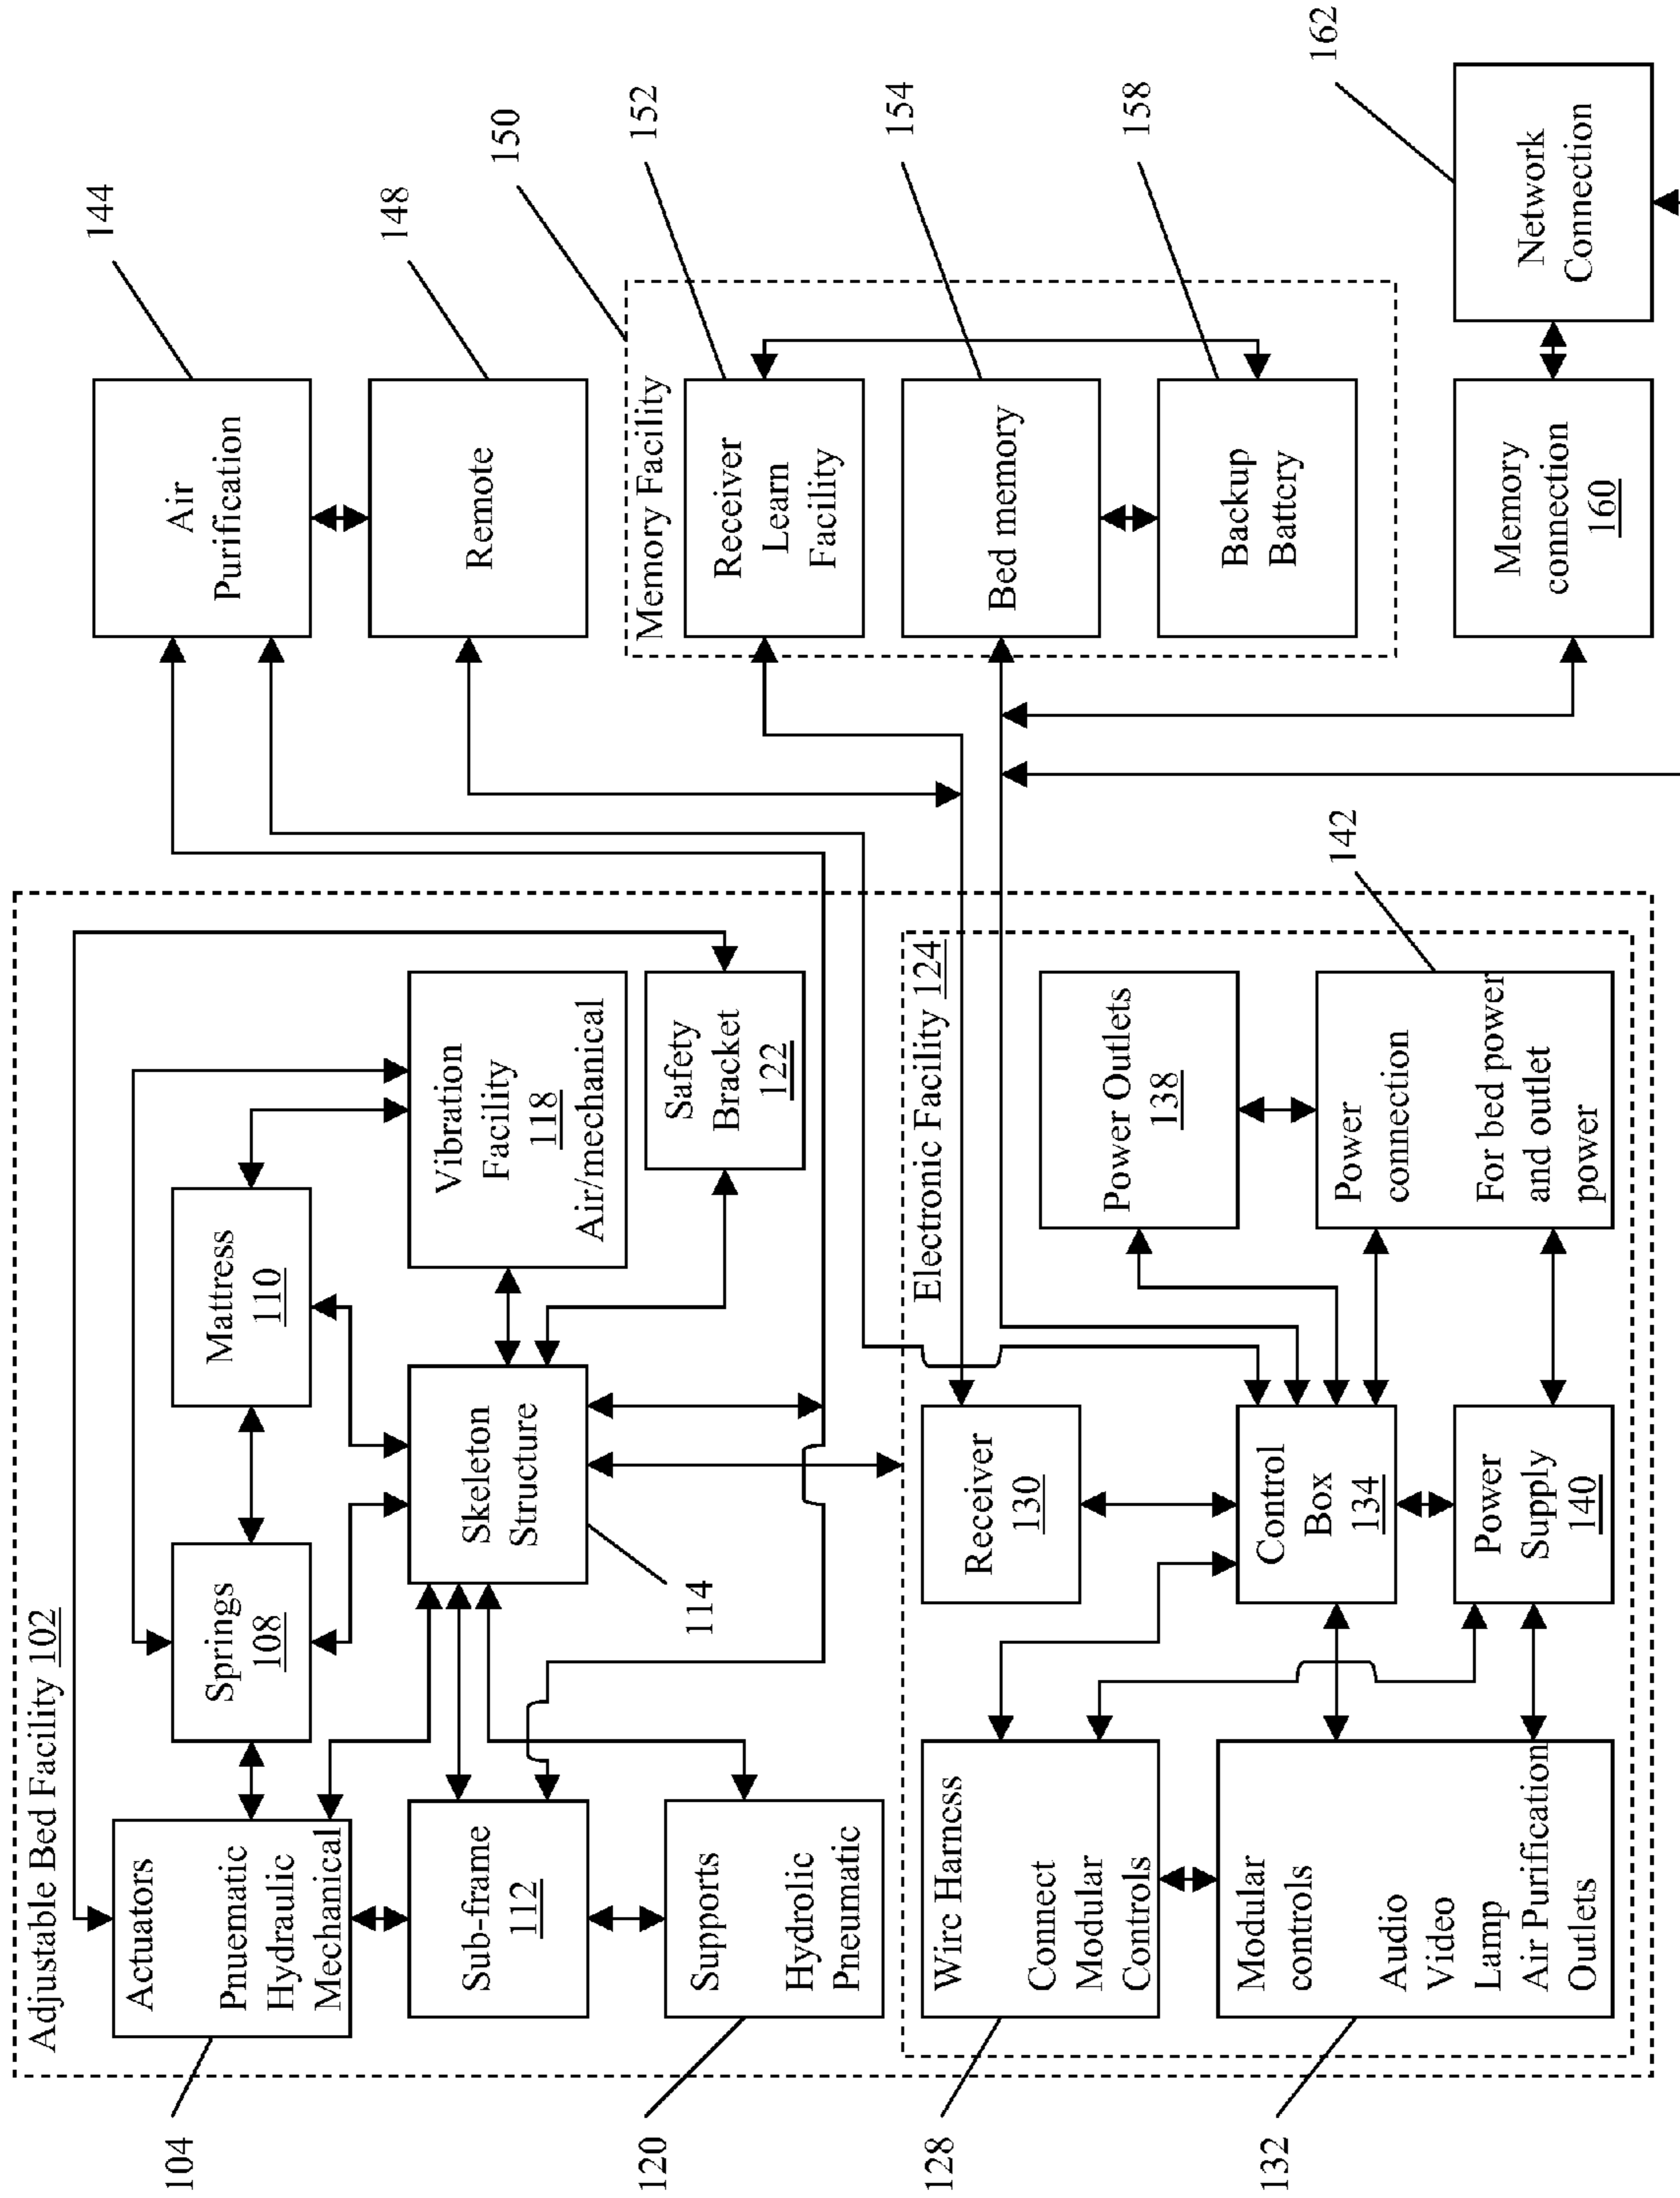 Adjustable Bed Facility 102
104
Actuators
Pnuematic
Hydraulic
Mechanical
Springs
108
Mattress
110
Sub-frame
112
Skeleton
Structure
114
Vibration
Facility
118
Air/mechanical
120
Supports
Hydrolic
Pneumatic
Safety
Bracket
122
Electronic Facility 124
128
Wire Harness
Connect
Modular
Controls
Receiver
130
132
Modular
controls
Audio
Video
Lamp
Air Purification
Outlets
Control
Box
134
Power Outlets
138
Power
Supply
140
142
Power
connection
For bed power
and outlet
power
144
Air
Purification
148
Remote
150
Memory Facility
152
Receiver
Learn
Facility
154
Bed memory
158
Backup
Battery
Memory
connection
160
162
Network
Connection